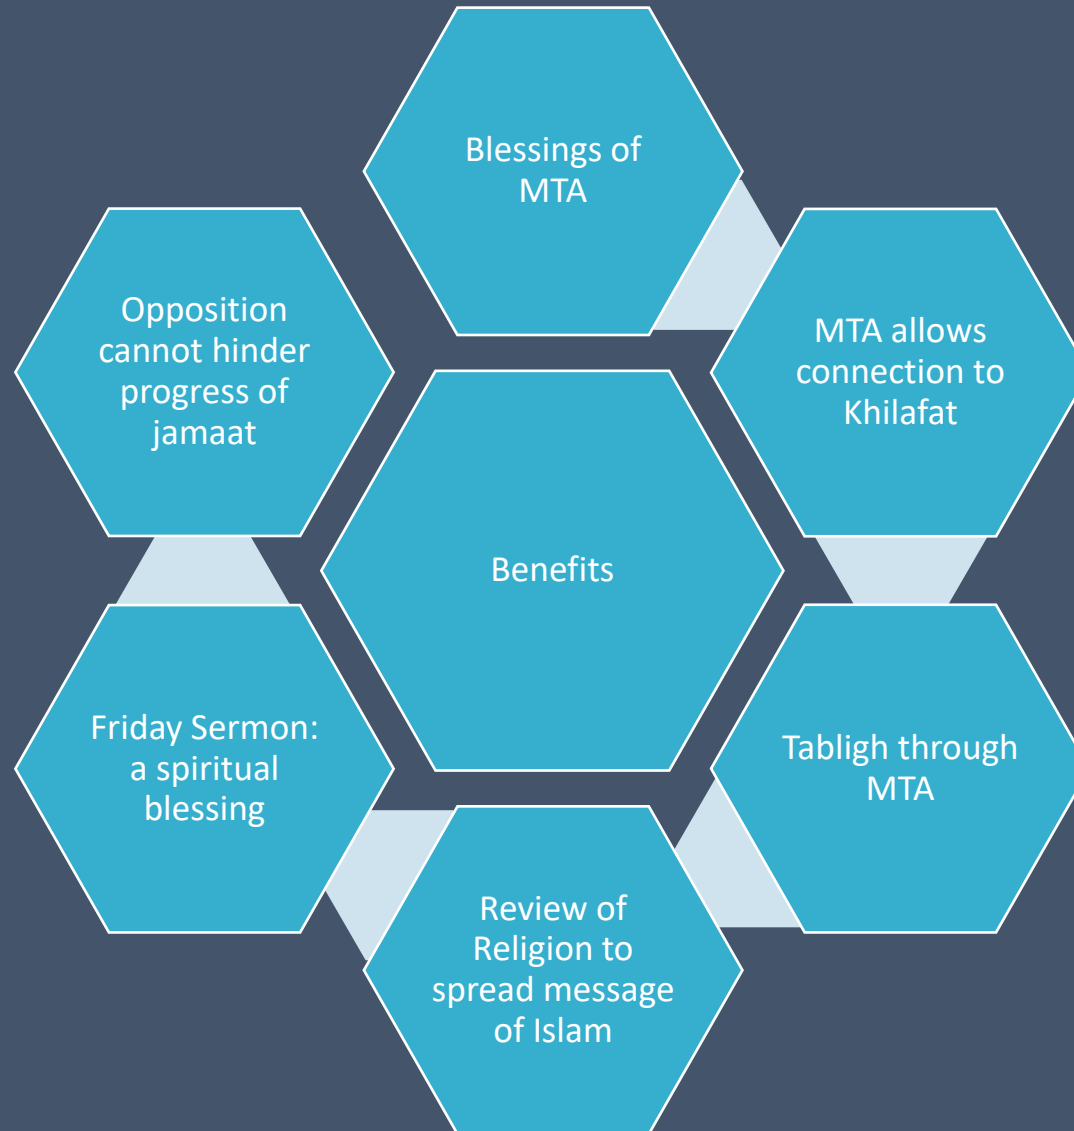 Blessings of
MTA
MTA allows
connection to
Khilafat
Tabligh through
MTA
Review of
Religion to
spread message
of Islam
Friday Sermon:
a spiritual
blessing
Opposition
cannot hinder
progress of
jamaat
Benefits